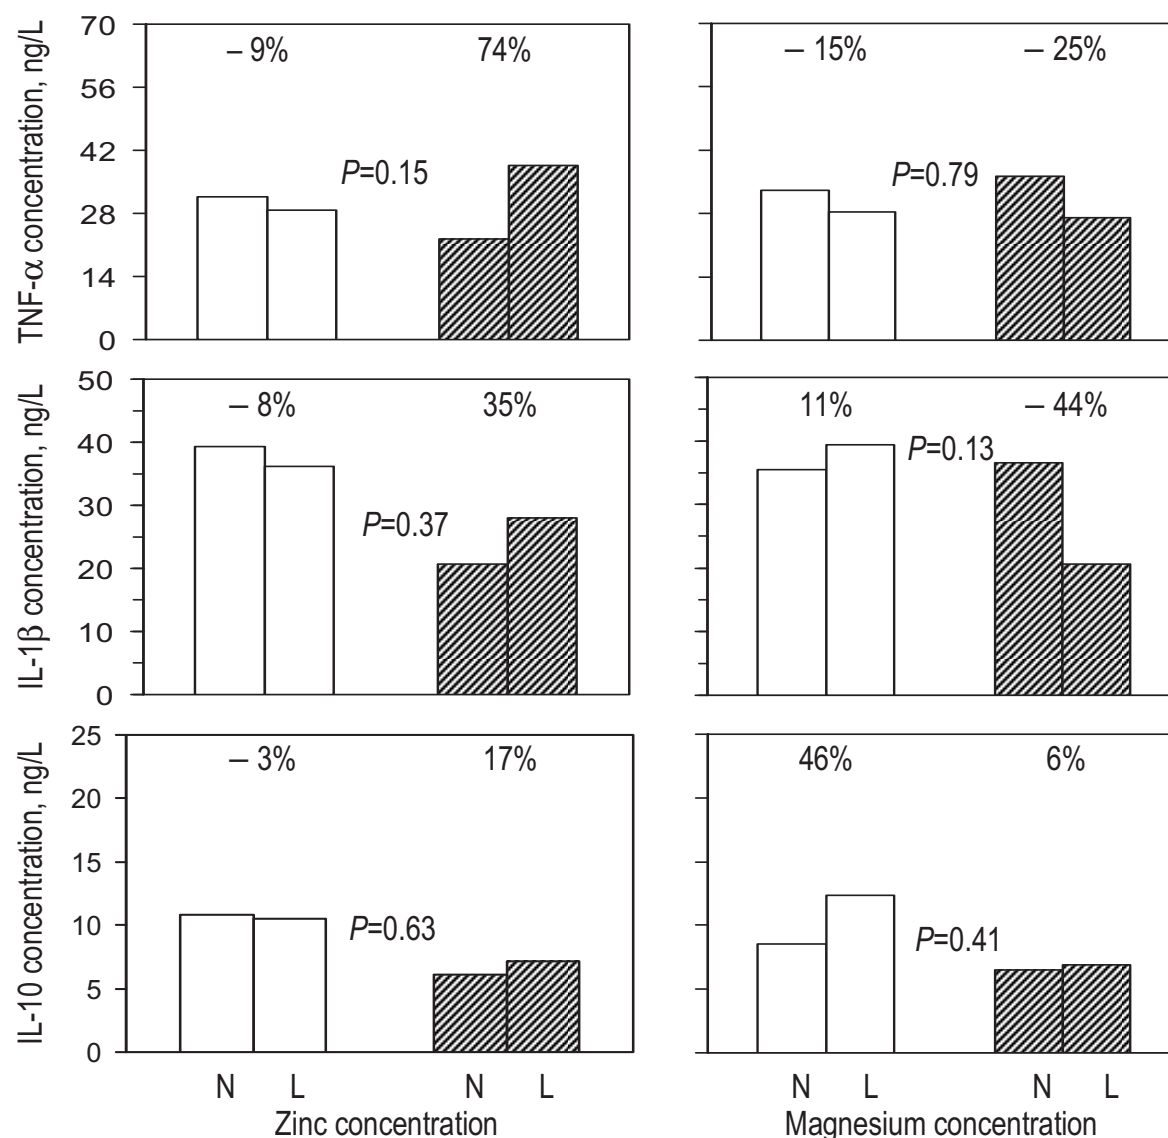 TNF-α concentration, ng/L
70
56
42
28
14
0
– 9%
74%
P=0.15
– 15%
– 25%
P=0.79
IL-1β concentration, ng/L
50
40
30
20
10
0
– 8%
35%
P=0.37
11%
– 44%
P=0.13
IL-10 concentration, ng/L
25
20
15
10
5
0
– 3%
17%
P=0.63
46%
6%
P=0.41
N L N L
Zinc concentration
N L N L
Magnesium concentration